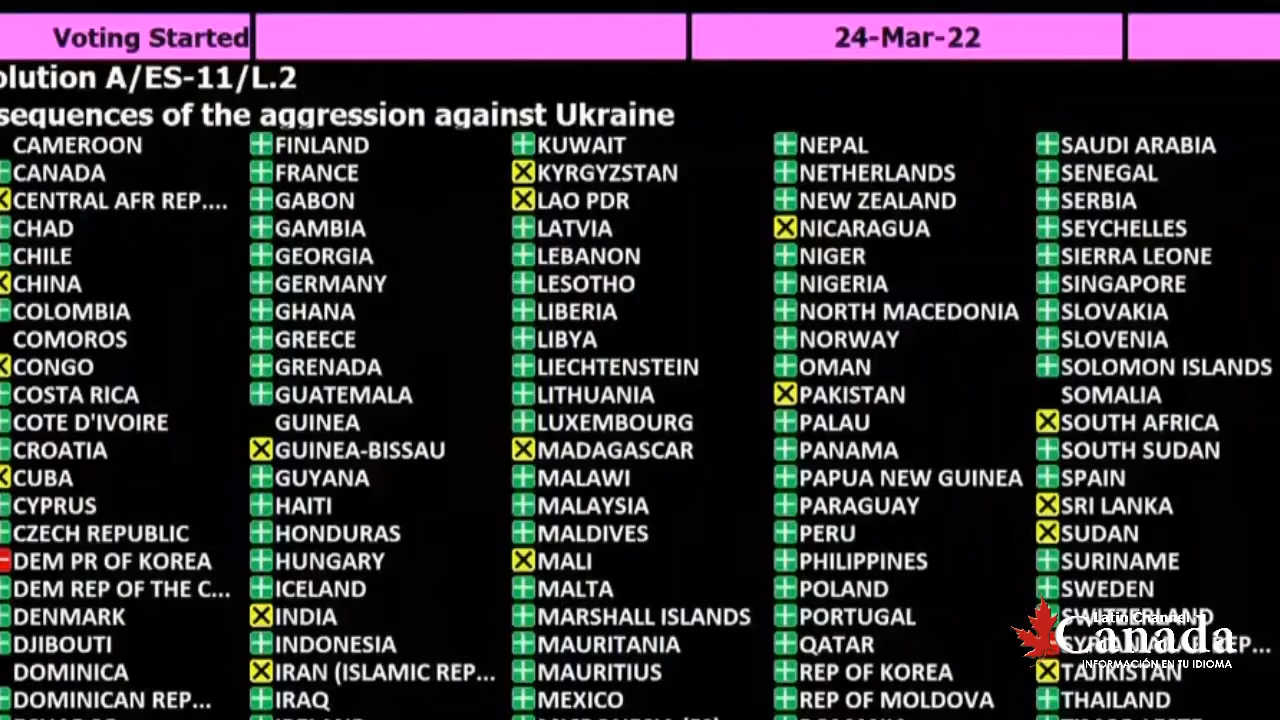 Voting Started 24-Mar-22
olution A/ES-11/L.2
sequences of the aggression against Ukraine
CAMEROON FINLAND KUWAIT NEPAL SAUDI ARABIA
CANADA FRANCE KYRGYZSTAN NETHERLANDS SENEGAL
CENTRAL AFR REP.... GABON LAO PDR NEW ZEALAND SERBIA
CHAD GAMBIA LATVIA NICARAGUA SEYCHELLES
CHILE GEORGIA LEBANON NIGER SIERRA LEONE
CHINA GERMANY LESOTHO NIGERIA SINGAPORE
COLOMBIA GHANA LIBERIA NORTH MACEDONIA SLOVAKIA
COMOROS GREECE LIBYA NORWAY SLOVENIA
CONGO GRENADA LIECHTENSTEIN OMAN SOLOMON ISLANDS
COSTA RICA GUATEMALA LITHUANIA PAKISTAN SOMALIA
COTE D'IVOIRE GUINEA LUXEMBOURG PALAU SOUTH AFRICA
CROATIA GUINEA-BISSAU MADAGASCAR PANAMA SOUTH SUDAN
CUBA GUYANA MALAWI PAPUA NEW GUINEA SPAIN
CYPRUS HAITI MALAYSIA PARAGUAY SRI LANKA
CZECH REPUBLIC HONDURAS MALDIVES PERU SUDAN
DEM PR OF KOREA HUNGARY MALI PHILIPPINES SURINAME
DEM REP OF THE C... ICELAND MALTA POLAND SWEDEN
DENMARK INDIA MARSHALL ISLANDS PORTUGAL SWITZERLAND
Latin Channel
DJIBOUTI INDONESIA MAURITANIA QATAR
Canada
INFORMACIÓN EN TU IDIOMA
DOMINICA IRAN (ISLAMIC REP... MAURITIUS REP OF KOREA TAJIKISTAN
DOMINICAN REP... IRAQ MEXICO REP OF MOLDOVA THAILAND